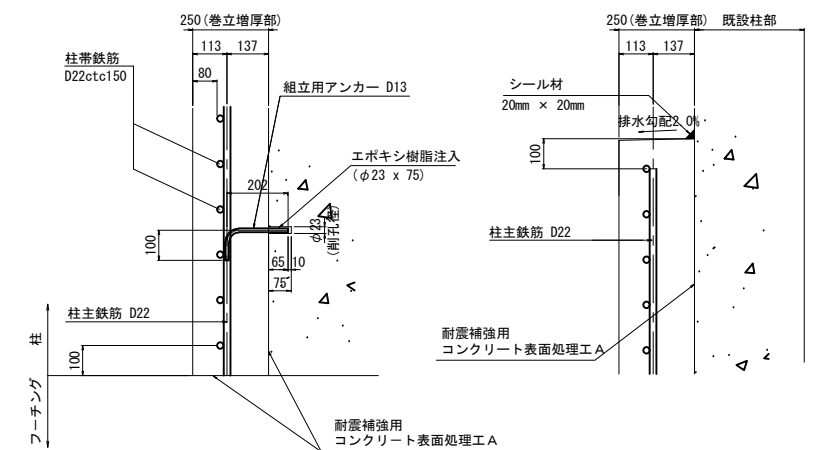 250(巻立増厚部)
113 137
80
柱帯鉄筋
D22ctc150
組立用アンカー D13
エポキシ樹脂注入
(φ23 x 75)
202
φ23
(削孔径)
100
65 10
75
柱主鉄筋 D22
100
柱
フーチング
耐震補強用
コンクリート表面処理工A
250(巻立増厚部) 既設柱部
113 137
シール材
20mm × 20mm
排水勾配2.0%
100
柱主鉄筋 D22
耐震補強用
コンクリート表面処理工A